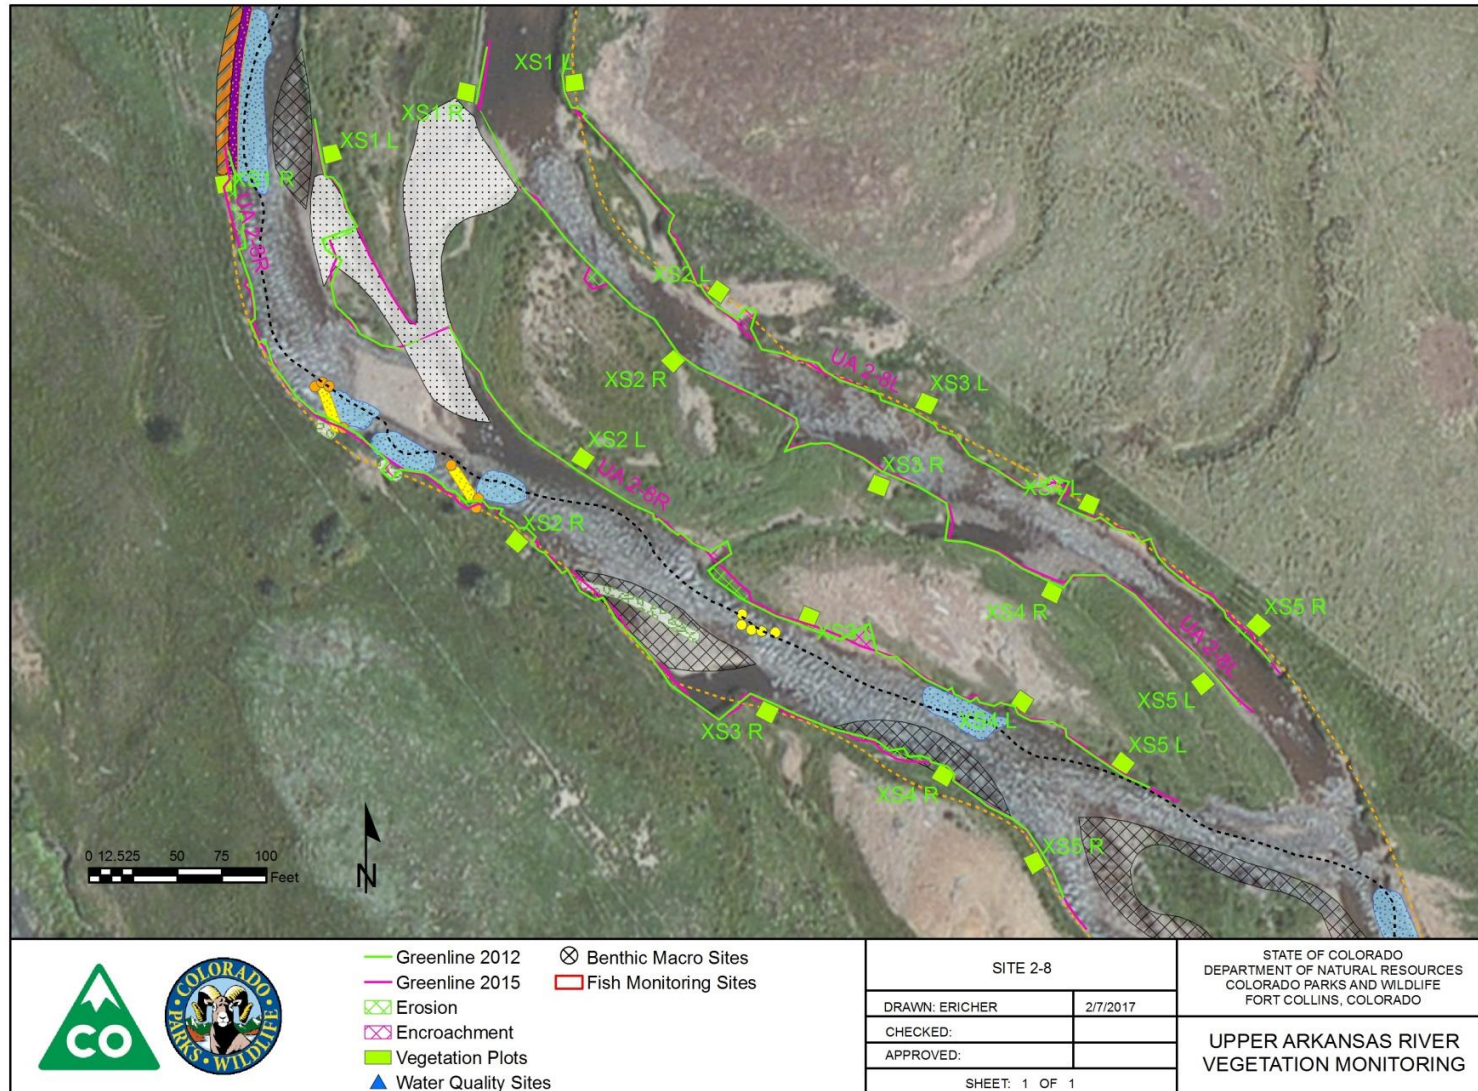 XS1 L
XS1 R
XS1 L
XS1 R
UA 2-8R
XS2 L
UA 2-8L
XS2 R
XS3 L
XS2 L
UA 2-8R
XS3 R
XS4 L
XS2 R
XS4 R
XS5 R
XS3 L
UA 2-8L
XS5 L
XS3 R
XS4 L
XS5 L
XS4 R
XS5 R
0 12.525 50 75 100
Feet
N
CO
COLORADO
PARKS • WILDLIFE
Greenline 2012
Greenline 2015
Erosion
Encroachment
Vegetation Plots
Water Quality Sites
Benthic Macro Sites
Fish Monitoring Sites
SITE 2-8
DRAWN: ERICHER 2/7/2017
CHECKED:
APPROVED:
SHEET: 1 OF 1
STATE OF COLORADO
DEPARTMENT OF NATURAL RESOURCES
COLORADO PARKS AND WILDLIFE
FORT COLLINS, COLORADO
UPPER ARKANSAS RIVER
VEGETATION MONITORING